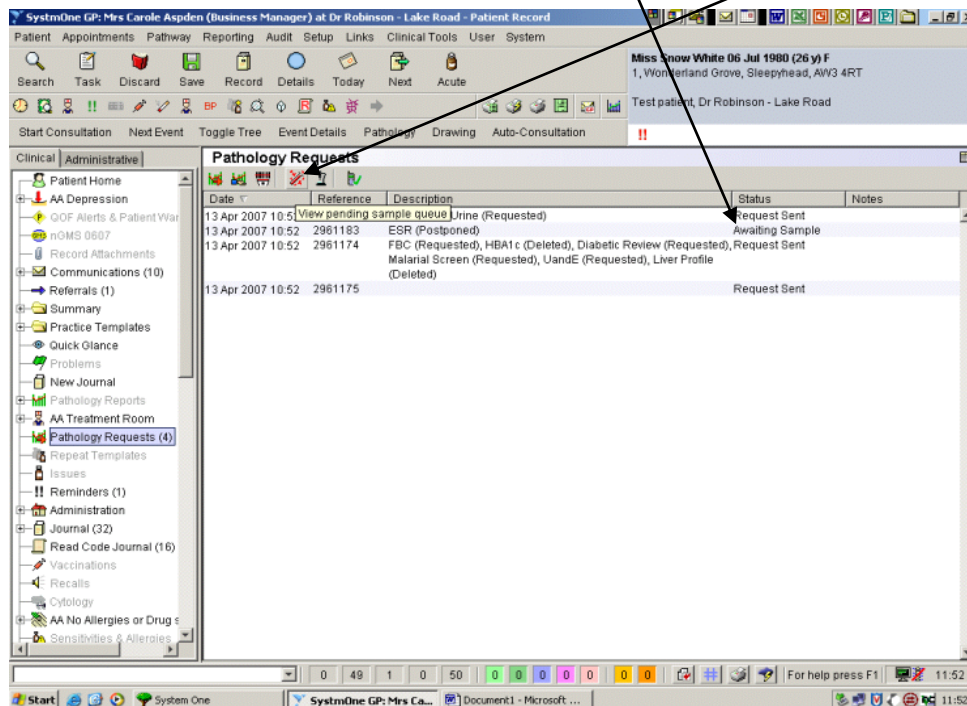 SystmOne GP: Mrs Carole Aspden (Business Manager) at Dr Robinson - Lake Road - Patient Record
Patient Appointments Pathway Reporting Audit Setup Links Clinical Tools User System
Search Task Discard Save Record Details Today Next Acute
Miss Snow White 06 Jul 1980 (26 y) F
1, Wonderland Grove, Sleepyhead, AW3 4RT
BP
Test patient, Dr Robinson - Lake Road
Start Consultation Next Event Toggle Tree Event Details Pathology Drawing Auto-Consultation
!!
Clinical Administrative
Pathology Requests
Date Reference Description Status Notes
View pending sample queue
13 Apr 2007 10:5 Urine (Requested) Request Sent
13 Apr 2007 10:52 2961183 ESR (Postponed) Awaiting Sample
13 Apr 2007 10:52 2961174 FBC (Requested), HBA1c (Deleted), Diabetic Review (Requested), Request Sent
Malarial Screen (Requested), UandE (Requested), Liver Profile
(Deleted)
13 Apr 2007 10:52 2961175 Request Sent
Patient Home
AA Depression
QOF Alerts & Patient War
nGMS 0607
Record Attachments
Communications (10)
Referrals (1)
Summary
Practice Templates
Quick Glance
Problems
New Journal
Pathology Reports
AA Treatment Room
Pathology Requests (4)
Repeat Templates
Issues
!! Reminders (1)
Administration
Journal (32)
Read Code Journal (16)
Vaccinations
Recalls
Cytology
AA No Allergies or Drug s
Sensitivities & Allergies
0 49 1 0 50 0 0 0 0 0 0 0 For help press F1 11:52
Start System One SystmOne GP: Mrs Ca... Document1 - Microsoft ... 11:52